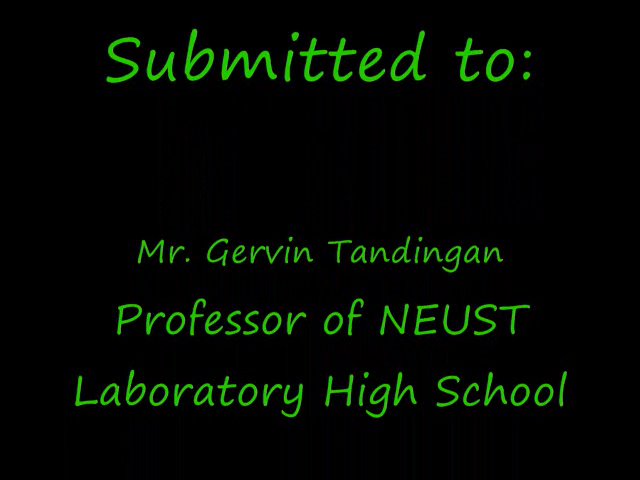 Submitted to:
Mr. Gervin Tandingan
Professor of NEUST
Laboratory High School